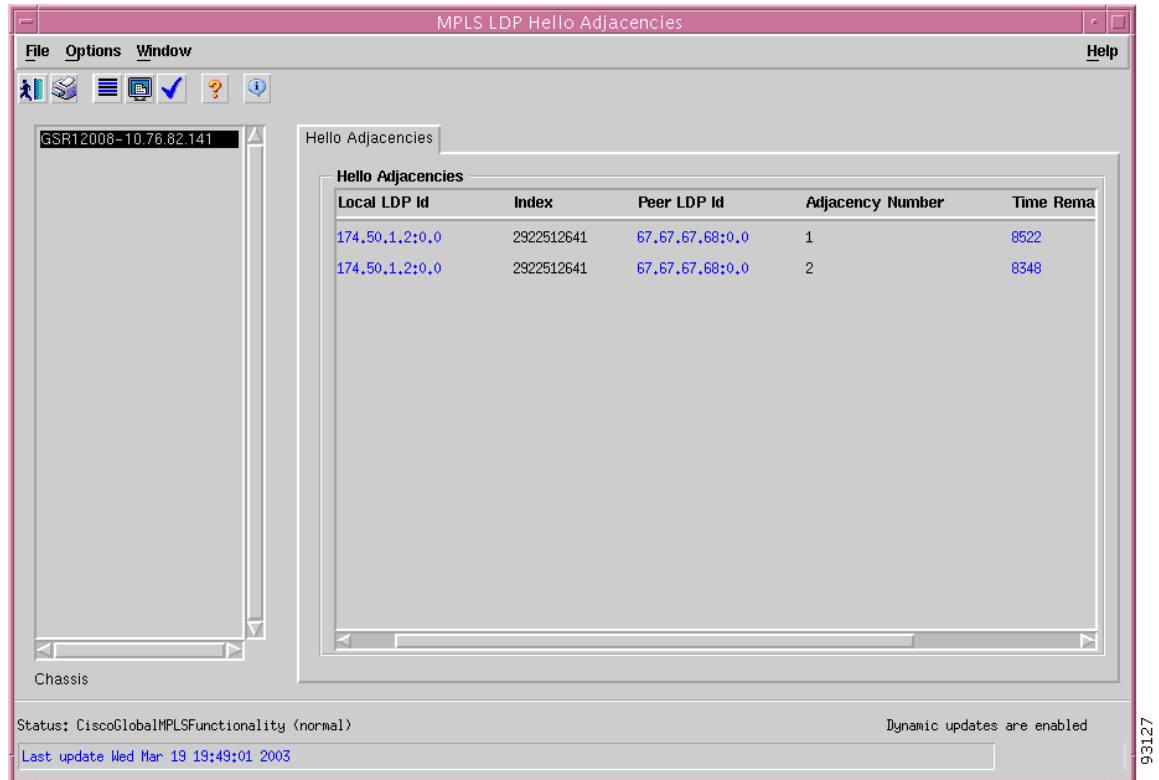 MPLS LDP Hello Adjacencies
File Options Window Help
GSR12008-10.76.82.141
Hello Adjacencies
Hello Adjacencies
Local LDP Id Index Peer LDP Id Adjacency Number Time Rema
174.50.1.2:0.0 2922512641 67.67.67.68:0.0 1 8522
174.50.1.2:0.0 2922512641 67.67.67.68:0.0 2 8348
Chassis
Status: CiscoGlobalMPLSFunctionality (normal) Dynamic updates are enabled
Last update Wed Mar 19 19:49:01 2003
93127